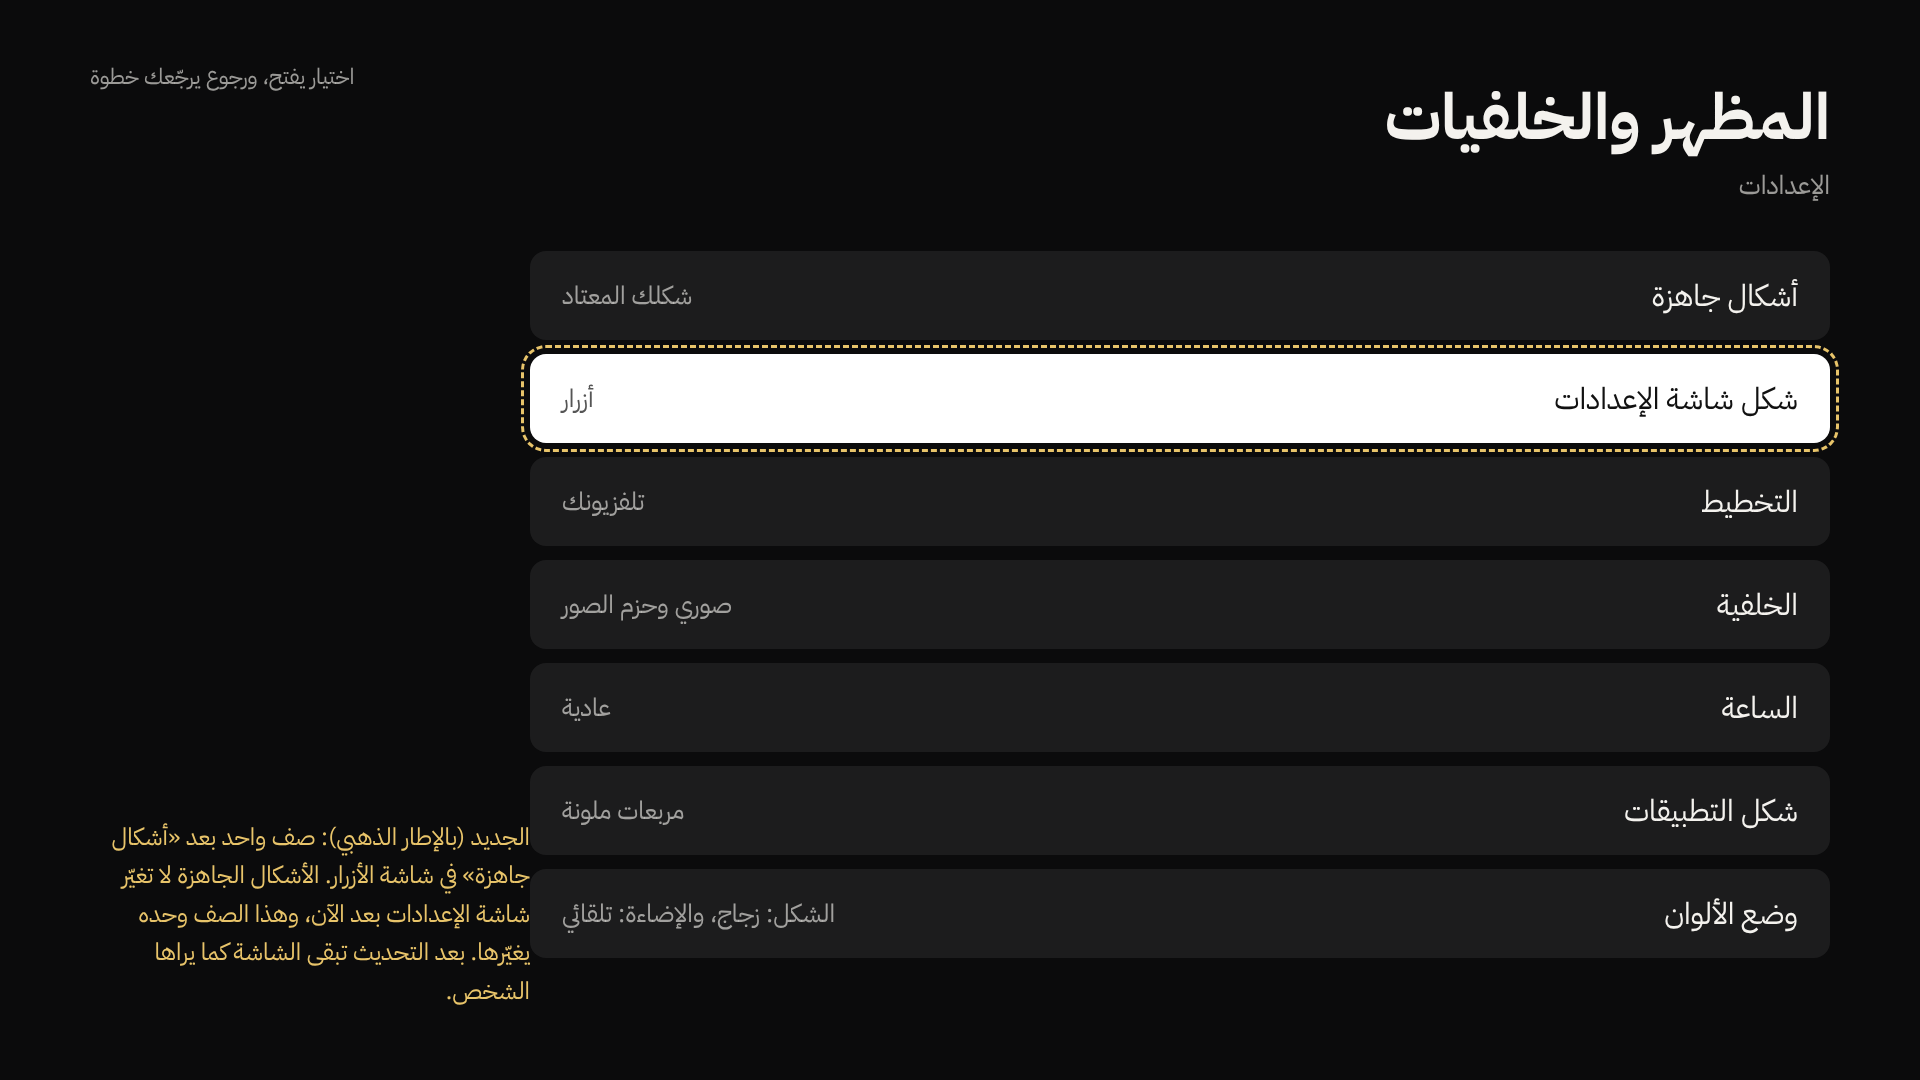 المظهر والخلفيات
اختيار يفتح، ورجوع يرجّعك خطوة
الإعدادات
أشكال جاهزة
شكلك المعتاد
شكل شاشة الإعدادات
أزرار
التخطيط
تلفزيونك
الخلفية
صوري وحزم الصور
الساعة
عادية
شكل التطبيقات
مربعات ملونة
وضع الألوان
الشكل: زجاج، والإضاءة: تلقائي
الجديد (بالإطار الذهبي): صف واحد بعد «أشكال
جاهزة» في شاشة الأزرار. الأشكال الجاهزة لا تغيّر
شاشة الإعدادات بعد الآن، وهذا الصف وحده
يغيّرها. بعد التحديث تبقى الشاشة كما يراها
الشخص.